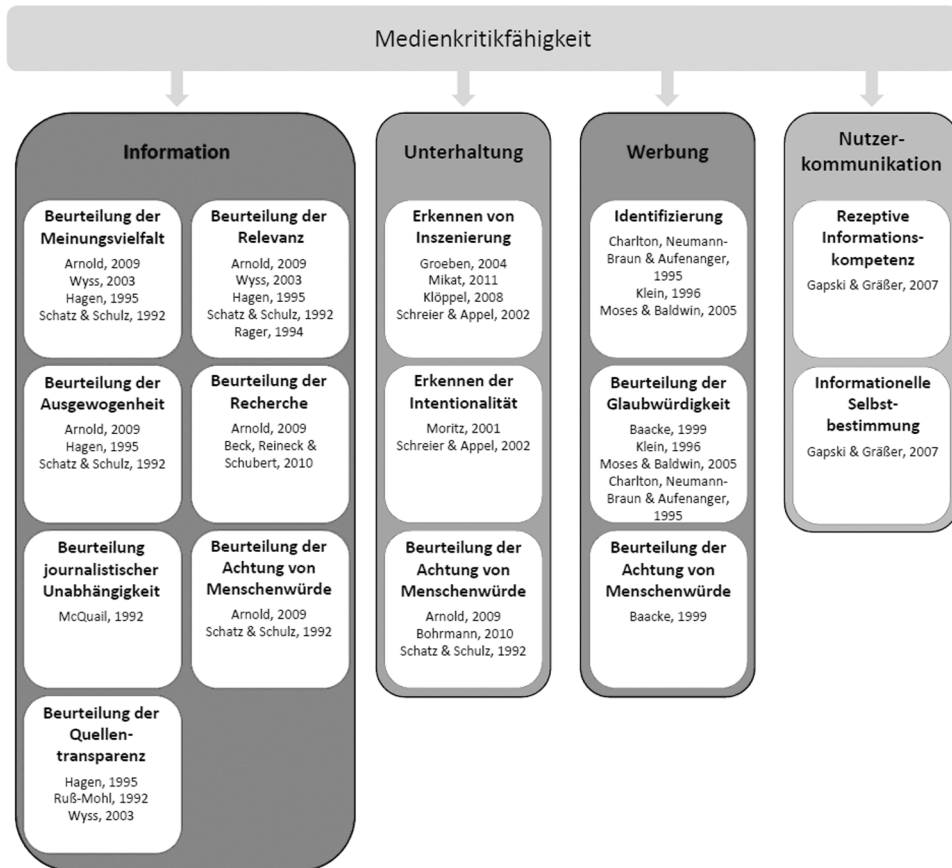 Medienkritikfähigkeit
Information
Beurteilung der
Meinungsvielfalt
Arnold, 2009
Wyss, 2003
Hagen, 1995
Schatz & Schulz, 1992
Beurteilung der
Relevanz
Arnold, 2009
Wyss, 2003
Hagen, 1995
Schatz & Schulz, 1992
Rager, 1994
Beurteilung der
Ausgewogenheit
Arnold, 2009
Hagen, 1995
Schatz & Schulz, 1992
Beurteilung der
Recherche
Arnold, 2009
Beck, Reineck &
Schubert, 2010
Beurteilung
journalistischer
Unabhängigkeit
McQuail, 1992
Beurteilung der
Achtung von
Menschenwürde
Arnold, 2009
Schatz & Schulz, 1992
Beurteilung der
Quellen-
transparenz
Hagen, 1995
Ruß-Mohl, 1992
Wyss, 2003
Unterhaltung
Erkennen von
Inszenierung
Groeben, 2004
Mikat, 2011
Klöppel, 2008
Schreier & Appel, 2002
Erkennen der
Intentionalität
Moritz, 2001
Schreier & Appel, 2002
Beurteilung der
Achtung von
Menschenwürde
Arnold, 2009
Bohrmann, 2010
Schatz & Schulz, 1992
Werbung
Identifizierung
Charlton, Neumann-
Braun & Aufenanger,
1995
Klein, 1996
Moses & Baldwin, 2005
Beurteilung der
Glaubwürdigkeit
Baacke, 1999
Klein, 1996
Moses & Baldwin, 2005
Charlton, Neumann-
Braun & Aufenanger,
1995
Beurteilung der
Achtung von
Menschenwürde
Baacke, 1999
Nutzer-
kommunikation
Rezeptive
Informations-
kompetenz
Gapski & Gräßer, 2007
Informationelle
Selbst-
bestimmung
Gapski & Gräßer, 2007